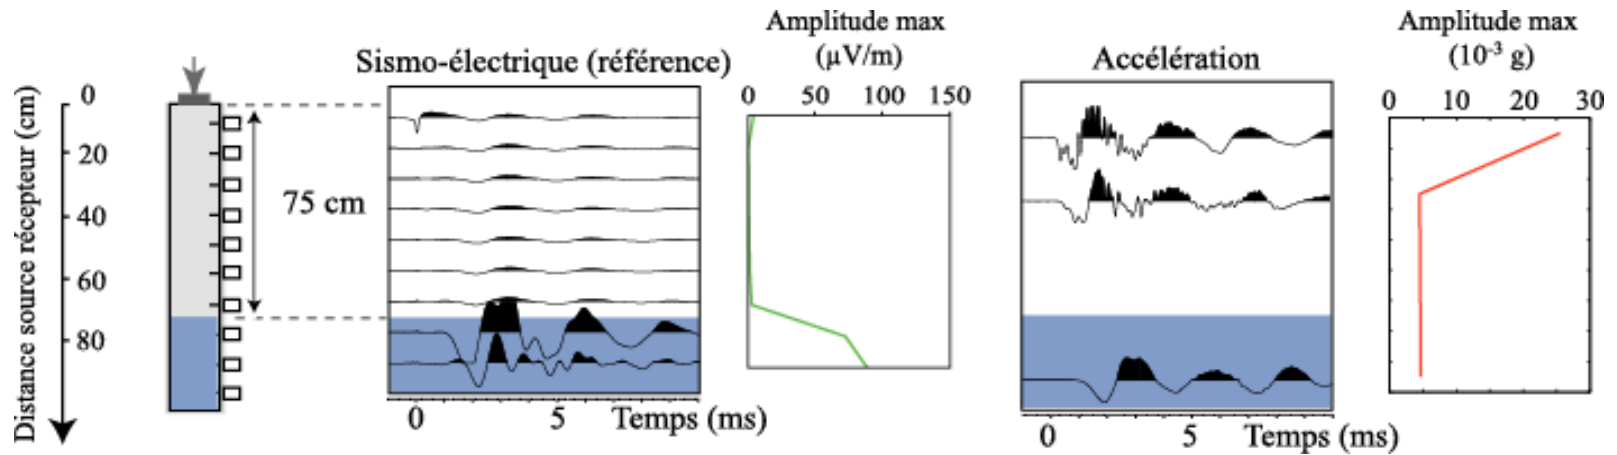 Distance source récepteur (cm)
0
20
40
60
80
75 cm
Sismo-électrique (référence)
0
5
Temps (ms)
Amplitude max
(µV/m)
0
50
100
150
Accélération
0
5
Temps (ms)
Amplitude max
(10⁻³ g)
0
10
20
30